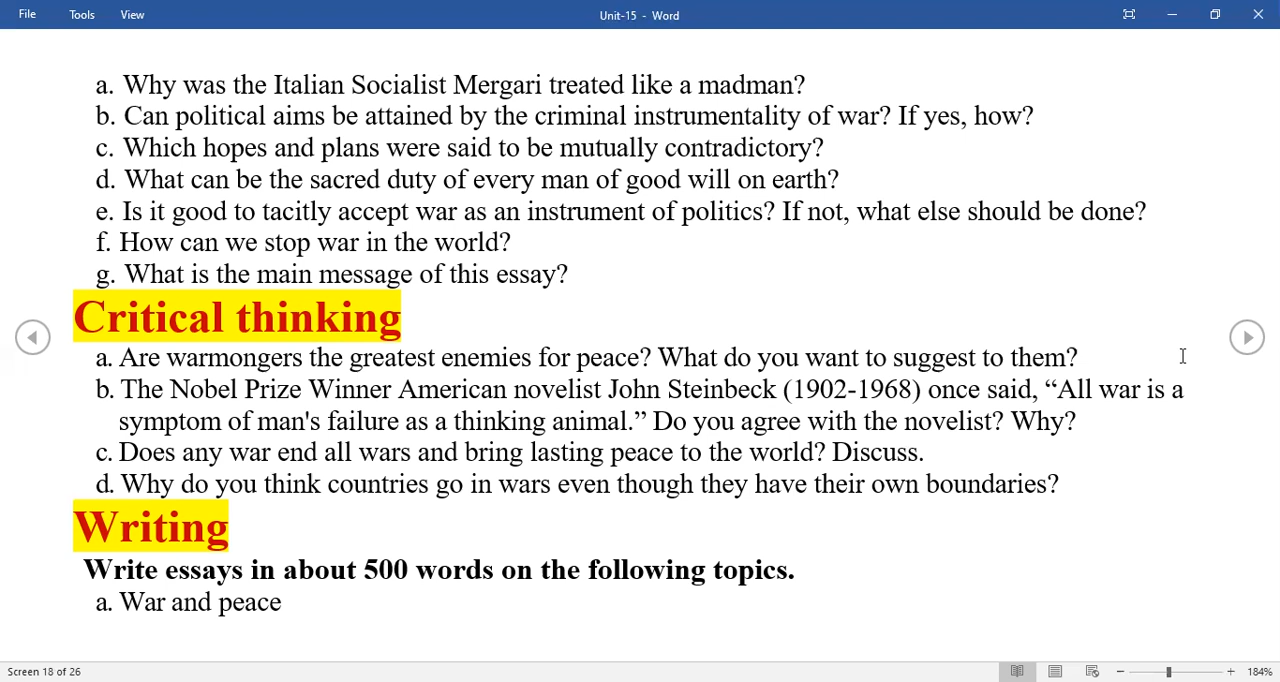 File Tools View Unit-15 - Word
a. Why was the Italian Socialist Mergari treated like a madman?
b. Can political aims be attained by the criminal instrumentality of war? If yes, how?
c. Which hopes and plans were said to be mutually contradictory?
d. What can be the sacred duty of every man of good will on earth?
e. Is it good to tacitly accept war as an instrument of politics? If not, what else should be done?
f. How can we stop war in the world?
g. What is the main message of this essay?
Critical thinking
a. Are warmongers the greatest enemies for peace? What do you want to suggest to them?
b. The Nobel Prize Winner American novelist John Steinbeck (1902-1968) once said, “All war is a
symptom of man's failure as a thinking animal.” Do you agree with the novelist? Why?
c. Does any war end all wars and bring lasting peace to the world? Discuss.
d. Why do you think countries go in wars even though they have their own boundaries?
Writing
Write essays in about 500 words on the following topics.
a. War and peace
Screen 18 of 26 184%